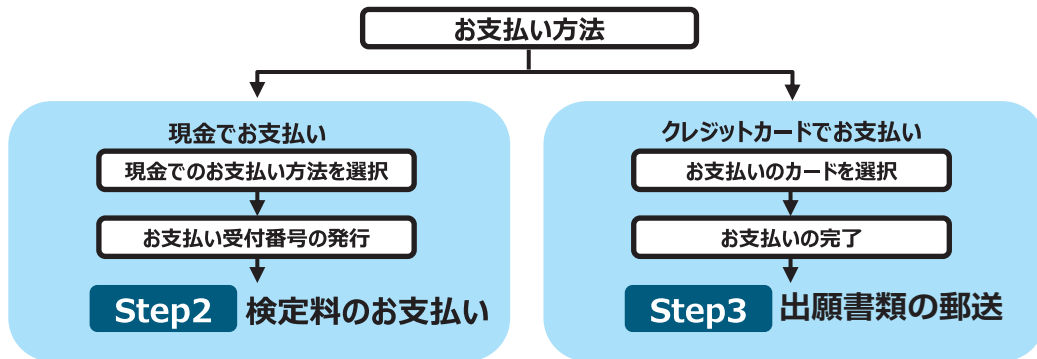 お支払い方法
現金でお支払い
現金でのお支払い方法を選択
お支払い受付番号の発行
Step2 検定料のお支払い
クレジットカードでお支払い
お支払いのカードを選択
お支払いの完了
Step3 出願書類の郵送